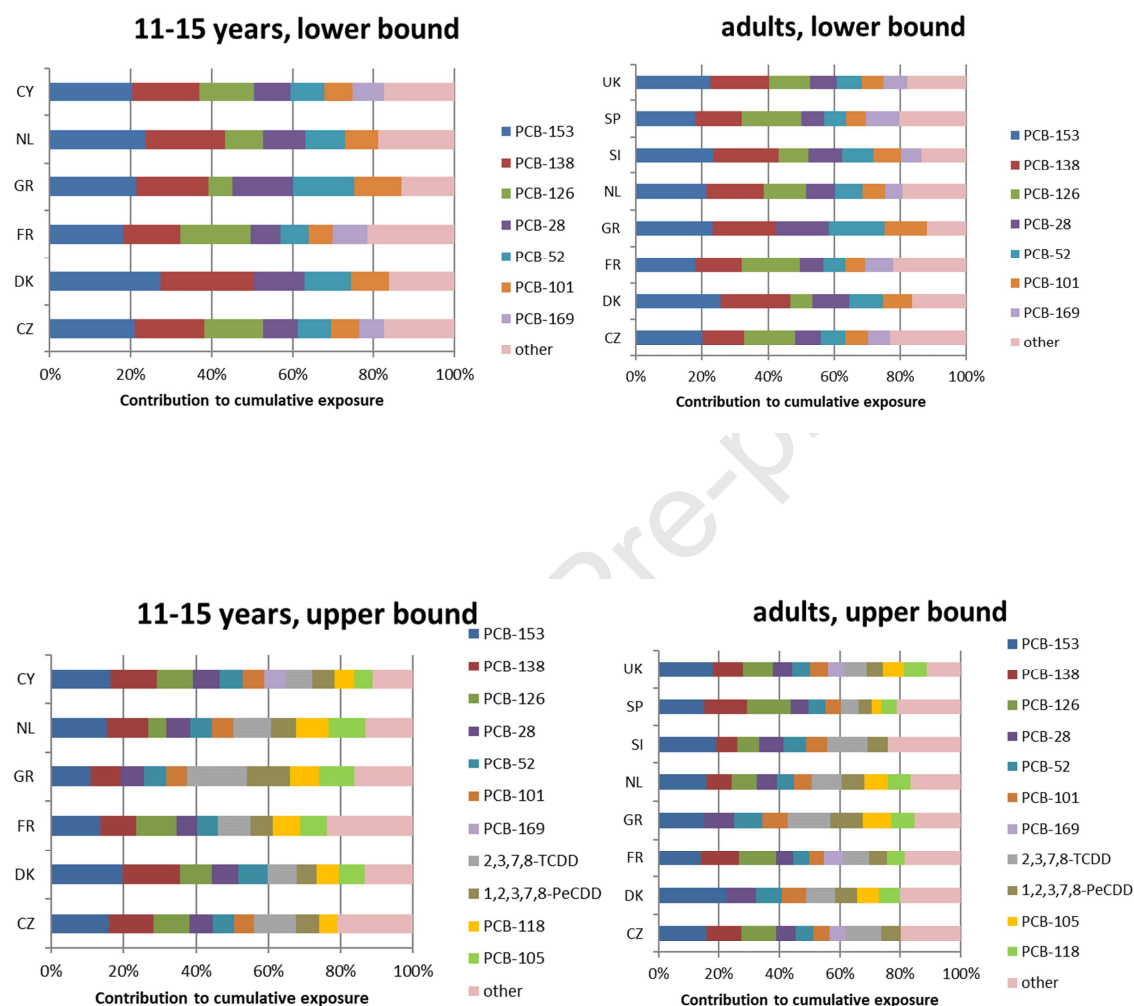 11-15 years, lower bound
CY
NL
GR
FR
DK
CZ
0% 20% 40% 60% 80% 100%
Contribution to cumulative exposure
PCB-153
PCB-138
PCB-126
PCB-28
PCB-52
PCB-101
PCB-169
other
adults, lower bound
UK
SP
SI
NL
GR
FR
DK
CZ
0% 20% 40% 60% 80% 100%
Contribution to cumulative exposure
PCB-153
PCB-138
PCB-126
PCB-28
PCB-52
PCB-101
PCB-169
other
Pre-p
11-15 years, upper bound
CY
NL
GR
FR
DK
CZ
0% 20% 40% 60% 80% 100%
Contribution to cumulative exposure
PCB-153
PCB-138
PCB-126
PCB-28
PCB-52
PCB-101
PCB-169
2,3,7,8-TCDD
1,2,3,7,8-PeCDD
PCB-118
PCB-105
other
adults, upper bound
UK
SP
SI
NL
GR
FR
DK
CZ
0% 20% 40% 60% 80% 100%
Contribution to cumulative exposure
PCB-153
PCB-138
PCB-126
PCB-28
PCB-52
PCB-101
PCB-169
2,3,7,8-TCDD
1,2,3,7,8-PeCDD
PCB-105
PCB-118
other